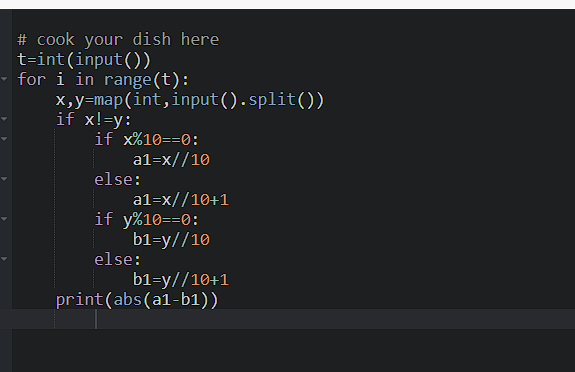 # cook your dish here
t=int(input())
for i in range(t):
    x,y=map(int,input().split())
    if x!=y:
        if x%10==0:
            a1=x//10
        else:
            a1=x//10+1
        if y%10==0:
            b1=y//10
        else:
            b1=y//10+1
    print(abs(a1-b1))